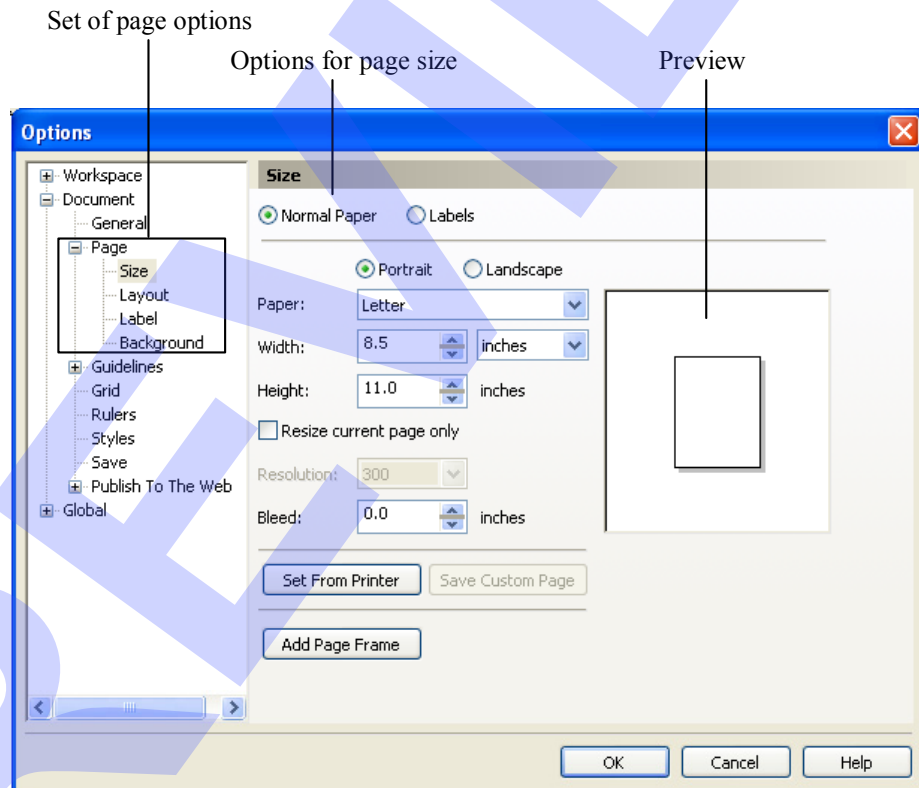 Set of page options
Options for page size
Preview
Options
Workspace
Document
General
Page
Size
Layout
Label
Background
Guidelines
Grid
Rulers
Styles
Save
Publish To The Web
Global
Size
Normal Paper Labels
Portrait Landscape
Paper: Letter
Width: 8.5 inches
Height: 11.0 inches
Resize current page only
Resolution: 300
Bleed: 0.0 inches
Set From Printer Save Custom Page
Add Page Frame
OK Cancel Help